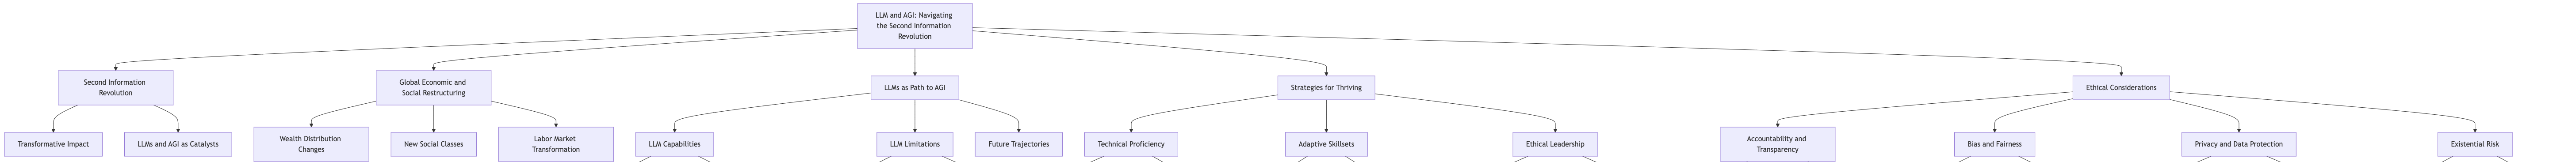 LLM and AGI: Navigating
the Second Information
Revolution
Second Information
Revolution
Global Economic and
Social Restructuring
LLMs as Path to AGI
Strategies for Thriving
Ethical Considerations
Transformative Impact
LLMs and AGI as Catalysts
Wealth Distribution
Changes
New Social Classes
Labor Market
Transformation
LLM Capabilities
LLM Limitations
Future Trajectories
Technical Proficiency
Adaptive Skillsets
Ethical Leadership
Accountability and
Transparency
Bias and Fairness
Privacy and Data Protection
Existential Risk